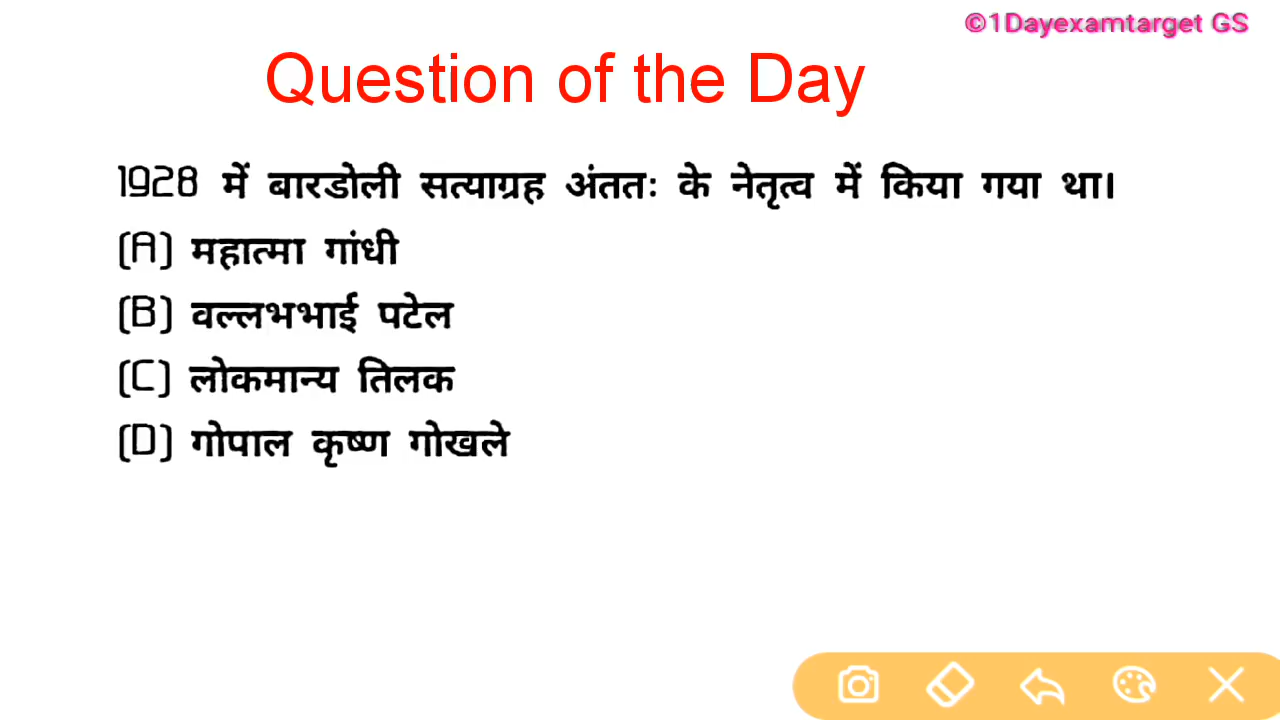 ©1Dayexamtarget GS
Question of the Day
1928 में बारडोली सत्याग्रह अंततः के नेतृत्व में किया गया था।
(A) महात्मा गांधी
(B) वल्लभभाई पटेल
(C) लोकमान्य तिलक
(D) गोपाल कृष्ण गोखले